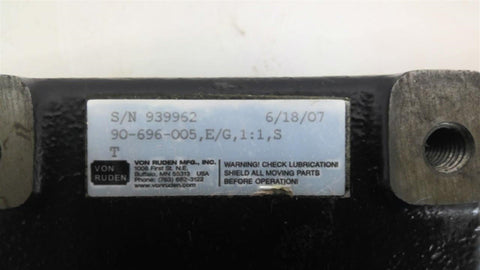 S/N 939962 6/18/07
90-696-005,E/G,1:1,S
T
VON RUDEN
VON RUDEN MFG., INC.
1008 First St. N.E.
Buffalo, MN 55313 USA
Phone: (763) 682-3122
www.vonruden.com
WARNING! CHECK LUBRICATION!
SHIELD ALL MOVING PARTS
BEFORE OPERATION!